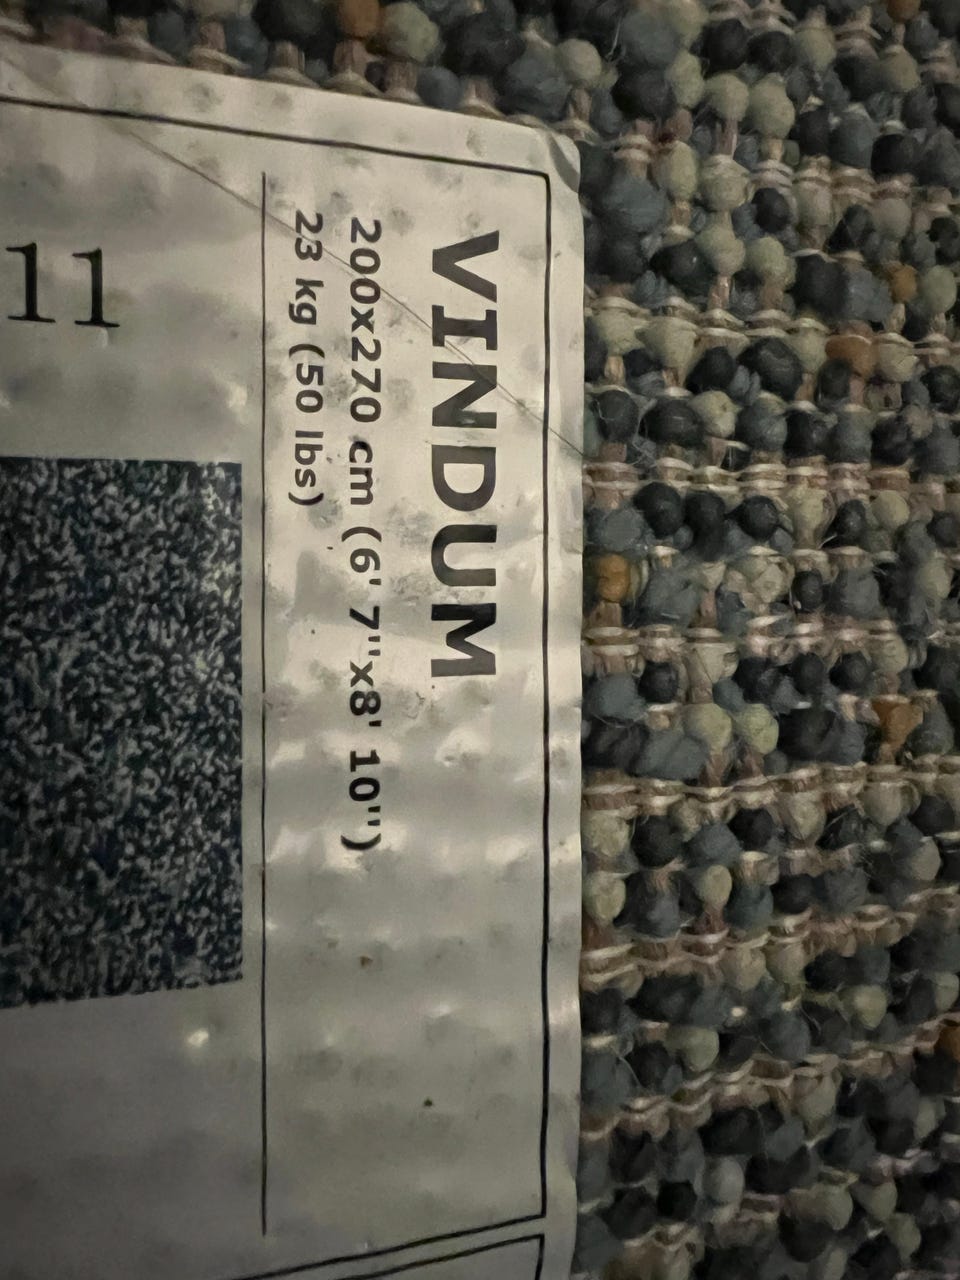 VINDUM
200x270 cm (6' 7"x8' 10")
23 kg (50 lbs)
11